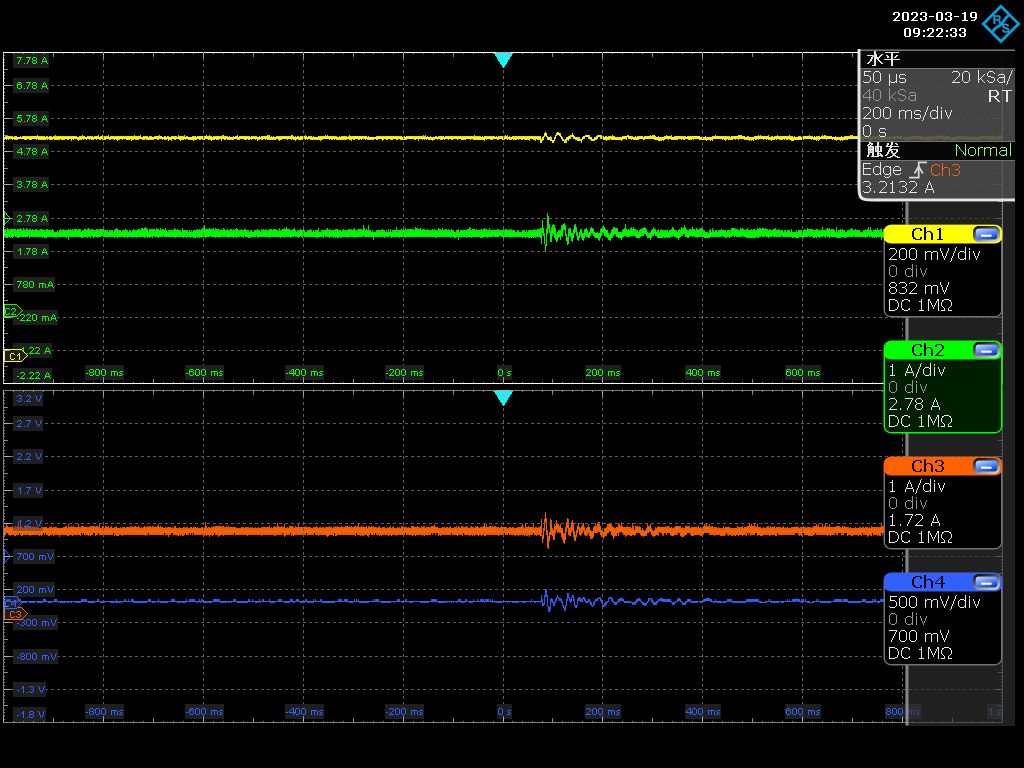 2023-03-19
09:22:33
R&S
水平
50 µs 20 kSa/
40 kSa RT
200 ms/div
0 s
触发 Normal
Edge Ch3
3.2132 A
7.78 A
6.78 A
5.78 A
4.78 A
3.78 A
2.78 A
1.78 A
780 mA
C2
-220 mA
-1.22 A
C1
-2.22 A
-800 ms -600 ms -400 ms -200 ms 0 s 200 ms 400 ms 600 ms
3.2 V
2.7 V
2.2 V
1.7 V
1.2 V
700 mV
200 mV
C4
C3
-300 mV
-800 mV
-1.3 V
-1.8 V
-800 ms -600 ms -400 ms -200 ms 0 s 200 ms 400 ms 600 ms 800 ms 1 s
Ch1
200 mV/div
0 div
832 mV
DC 1MΩ
Ch2
1 A/div
0 div
2.78 A
DC 1MΩ
Ch3
1 A/div
0 div
1.72 A
DC 1MΩ
Ch4
500 mV/div
0 div
700 mV
DC 1MΩ